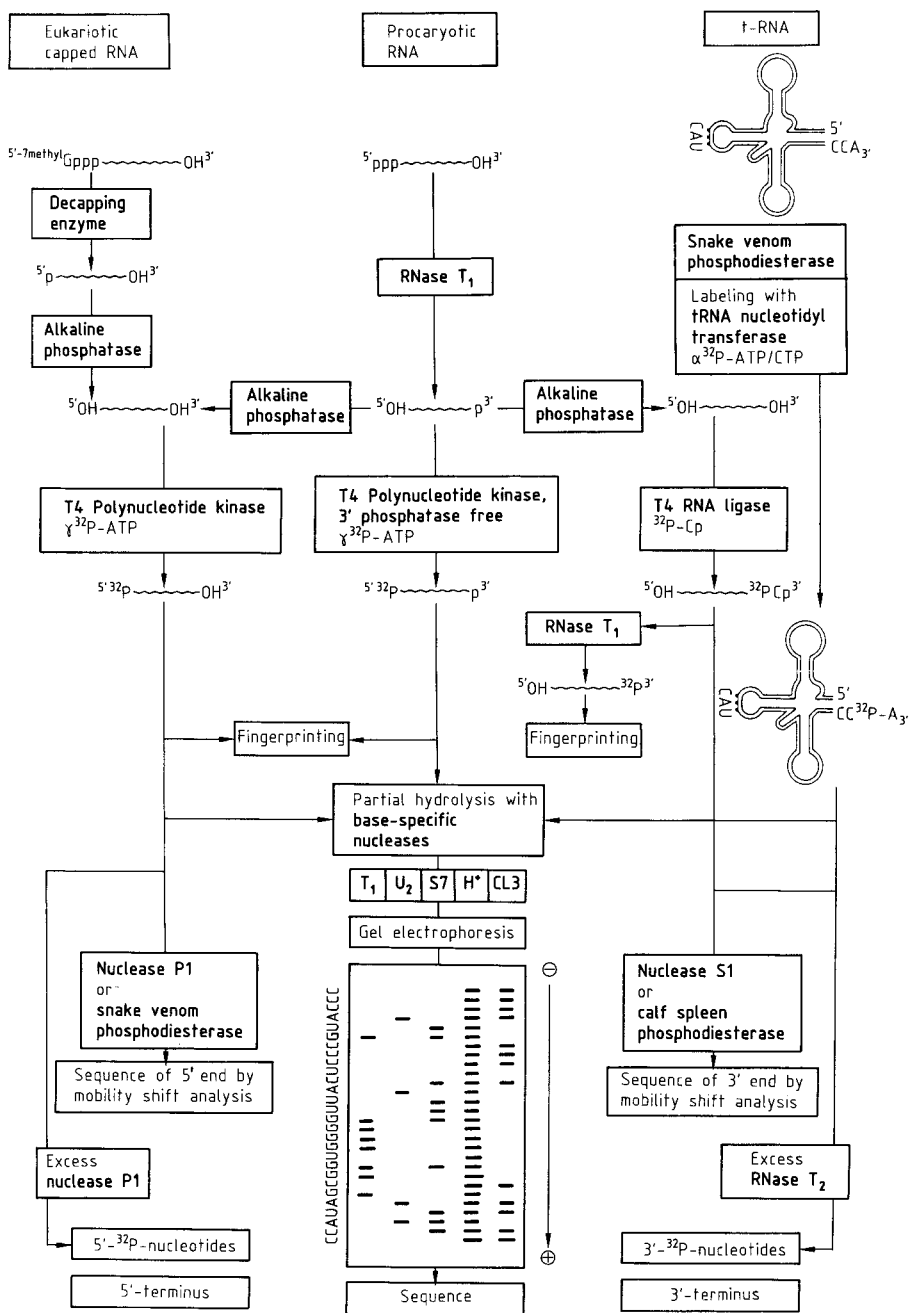 Eukariotic
capped RNA
Procaryotic
RNA
t-RNA
CAU
5'
CCA3'
5'-7methylGppp OH3'
5'ppp OH3'
Decapping
enzyme
5'p OH3'
Alkaline
phosphatase
RNase T1
Snake venom
phosphodiesterase
Labeling with
tRNA nucleotidyl
transferase
α32P-ATP/CTP
5'OH OH3'
Alkaline
phosphatase
5'OH p3'
Alkaline
phosphatase
5'OH OH3'
T4 Polynucleotide kinase
γ32P-ATP
T4 Polynucleotide kinase,
3' phosphatase free
γ32P-ATP
T4 RNA ligase
32P-Cp
5'32P OH3'
5'32P p3'
5'OH 32PCp3'
RNase T1
5'OH 32P3'
Fingerprinting
Fingerprinting
CAU
5'
CC32P-A3'
Partial hydrolysis with
base-specific
nucleases
T1 U2 S7 H+ CL3
Gel electrophoresis
CCAUAGCGGUGGGGUUACUCCCGUACCC
⊖
⊕
Nuclease P1
or
snake venom
phosphodiesterase
Sequence of 5' end by
mobility shift analysis
Nuclease S1
or
calf spleen
phosphodiesterase
Sequence of 3' end by
mobility shift analysis
Excess
nuclease P1
Excess
RNase T2
5'-32P-nucleotides
5'-terminus
3'-32P-nucleotides
3'-terminus
Sequence